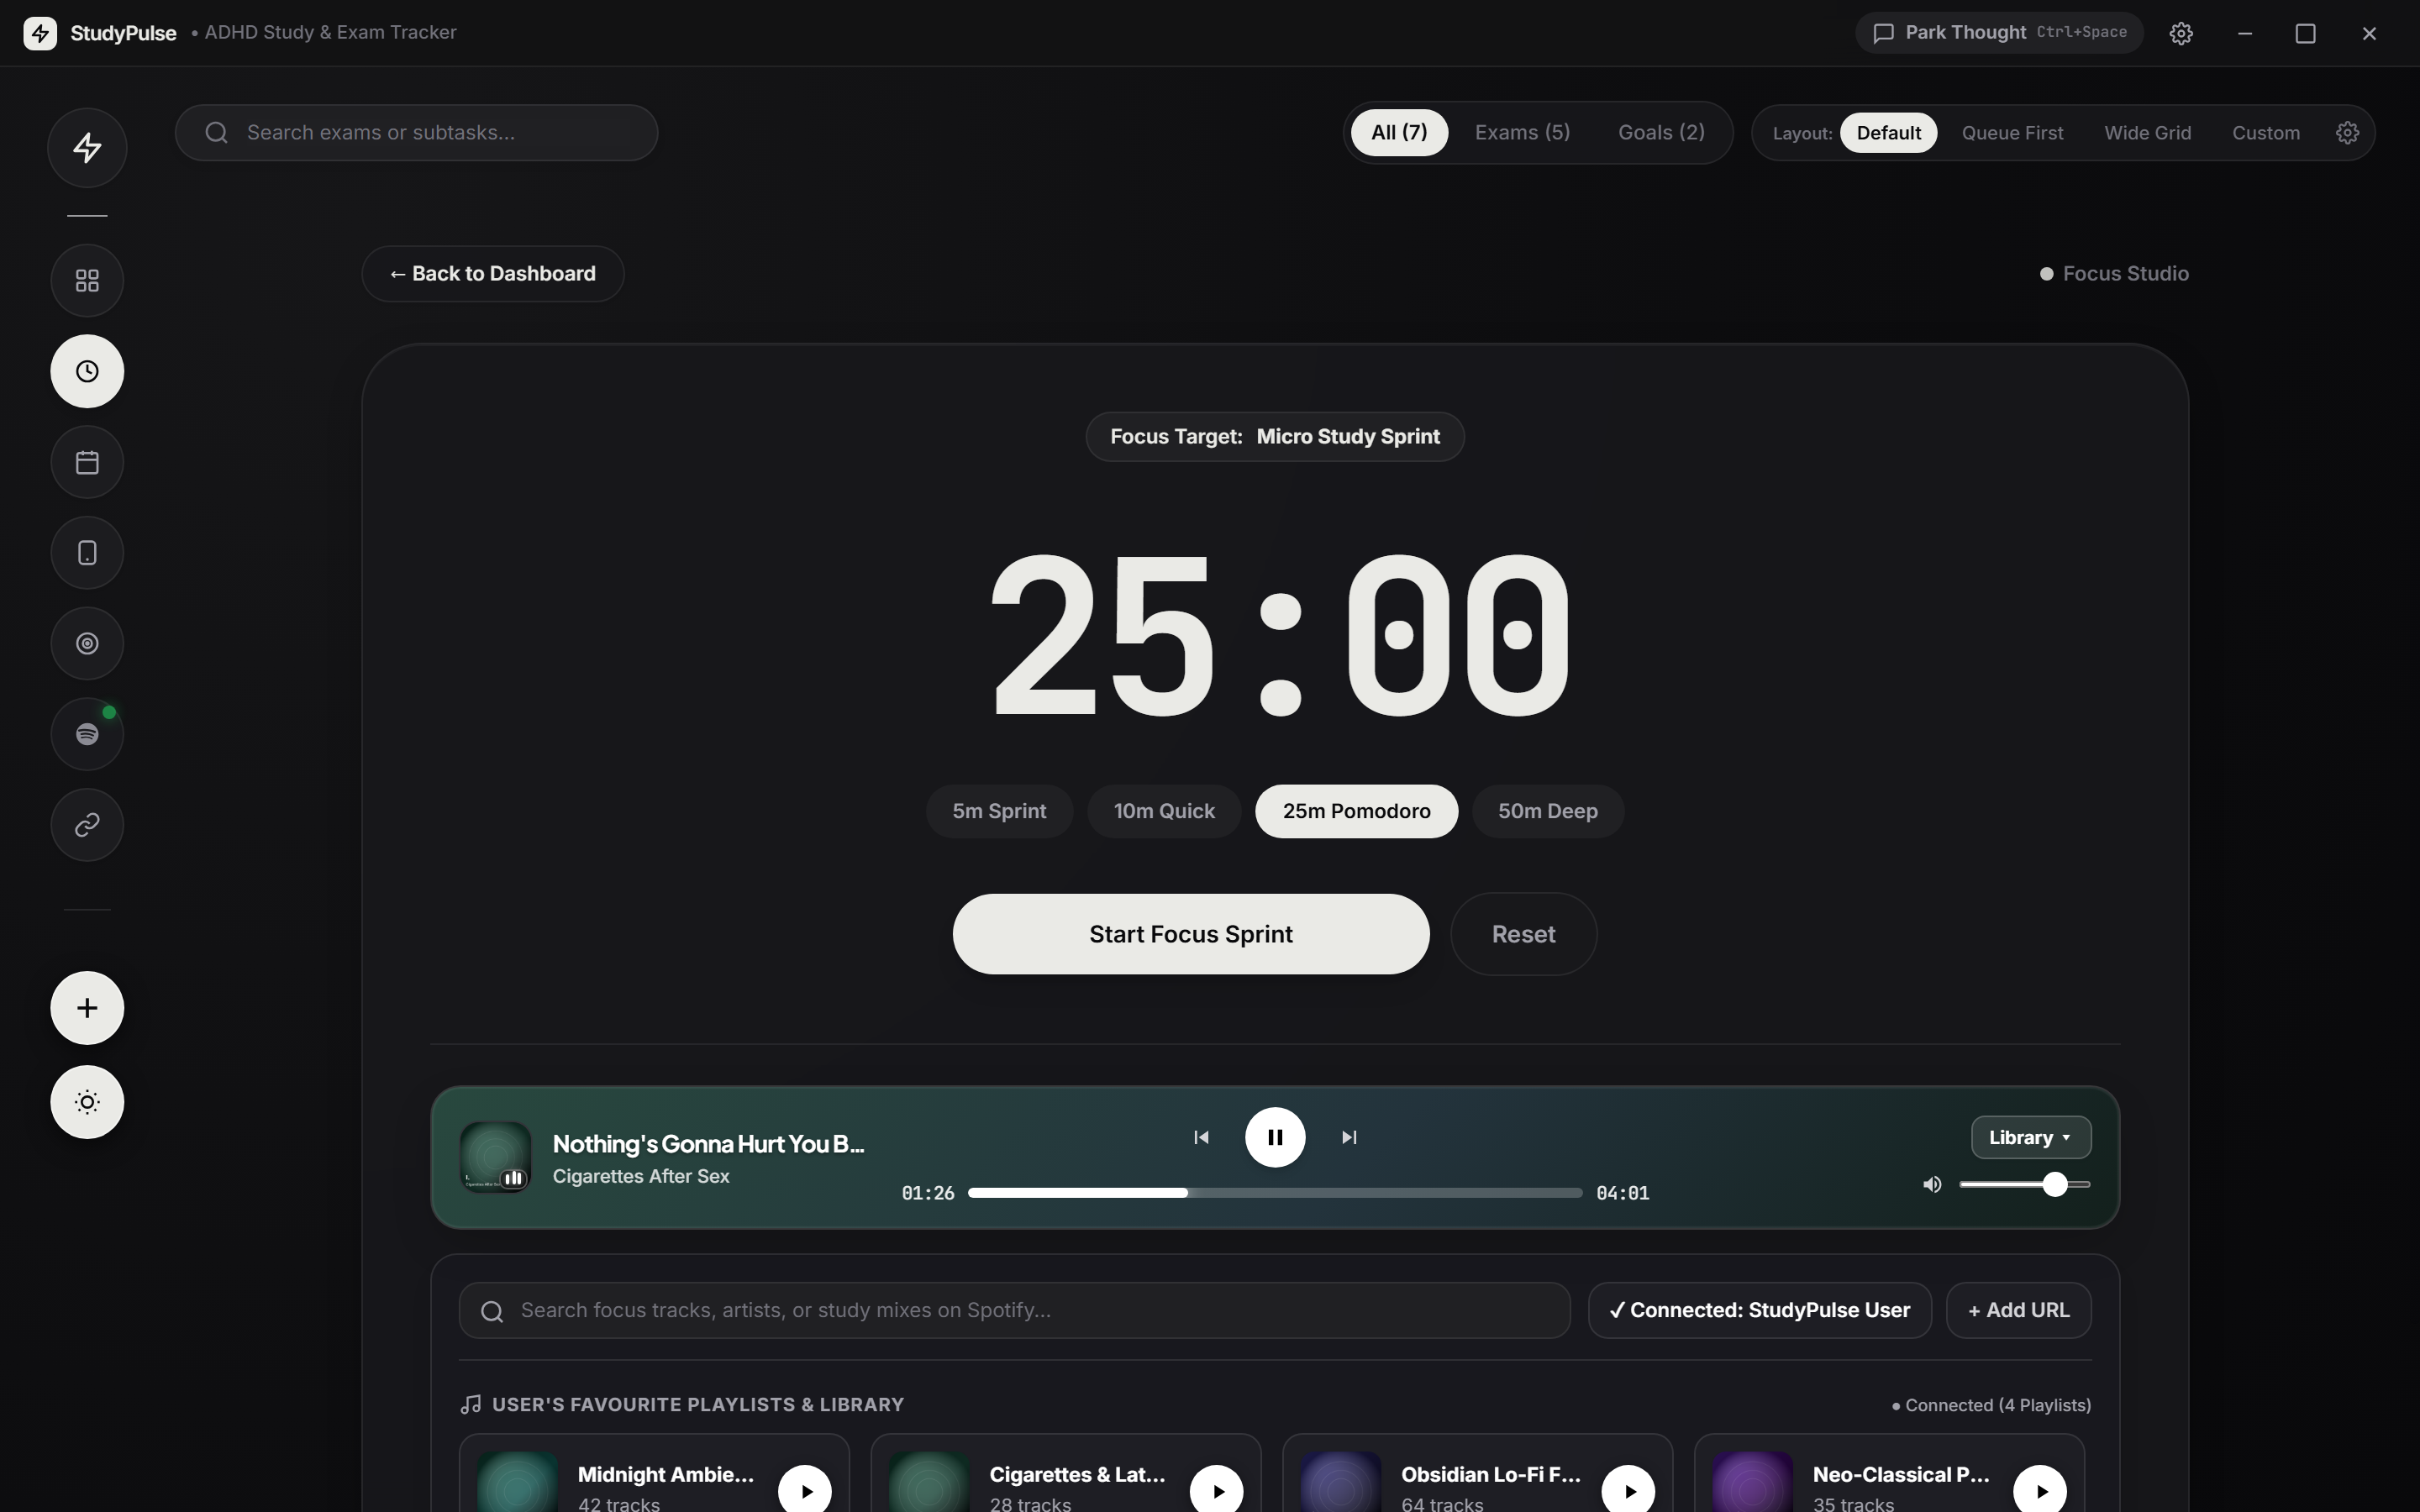 StudyPulse • ADHD Study & Exam Tracker
Park Thought Ctrl+Space
Search exams or subtasks...
All (7) Exams (5) Goals (2)
Layout: Default Queue First Wide Grid Custom
← Back to Dashboard
Focus Studio
Focus Target: Micro Study Sprint
25:00
5m Sprint 10m Quick 25m Pomodoro 50m Deep
Start Focus Sprint Reset
Nothing's Gonna Hurt You B...
Cigarettes After Sex
01:26 04:01
Library ▾
Search focus tracks, artists, or study mixes on Spotify...
✓ Connected: StudyPulse User
+ Add URL
USER'S FAVOURITE PLAYLISTS & LIBRARY
• Connected (4 Playlists)
Midnight Ambie...
42 tracks
Cigarettes & Lat...
28 tracks
Obsidian Lo-Fi F...
64 tracks
Neo-Classical P...
35 tracks